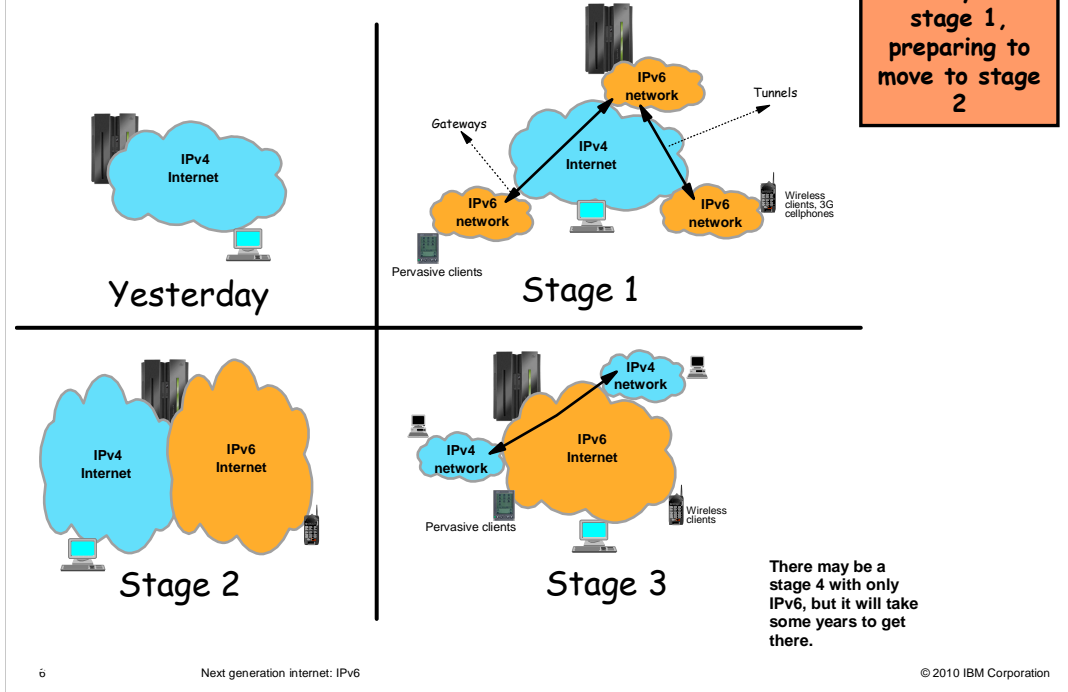 stage 1,
preparing to
move to stage
2
IPv4
Internet
Yesterday
IPv6
network
Tunnels
Gateways
IPv4
Internet
IPv6
network
IPv6
network
Wireless
clients, 3G
cellphones
Pervasive clients
Stage 1
IPv4
Internet
IPv6
Internet
Stage 2
IPv4
network
IPv6
Internet
IPv4
network
Pervasive clients
Wireless
clients
Stage 3
There may be a
stage 4 with only
IPv6, but it will take
some years to get
there.
6
Next generation internet: IPv6
© 2010 IBM Corporation